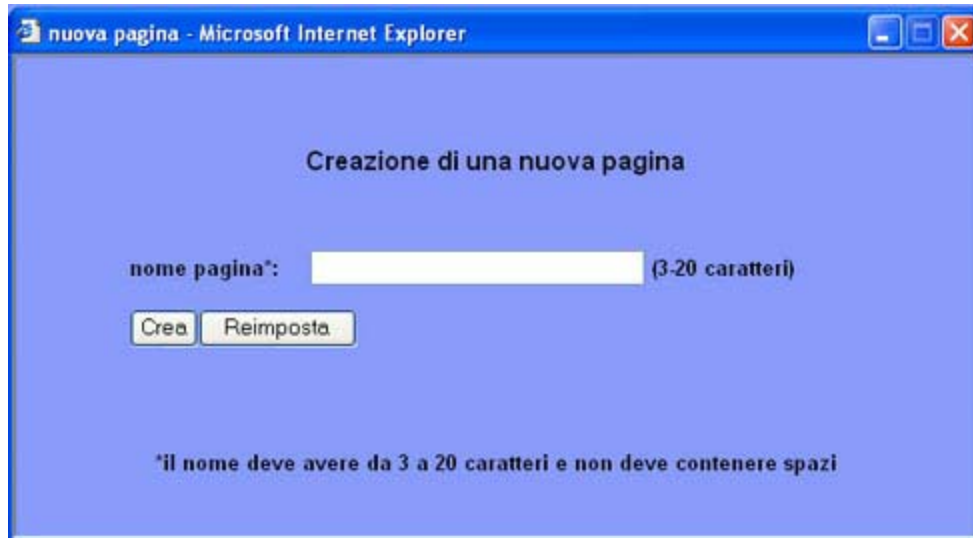 nuova pagina - Microsoft Internet Explorer
Creazione di una nuova pagina
nome pagina*: (3-20 caratteri)
Crea Reimposta
*il nome deve avere da 3 a 20 caratteri e non deve contenere spazi